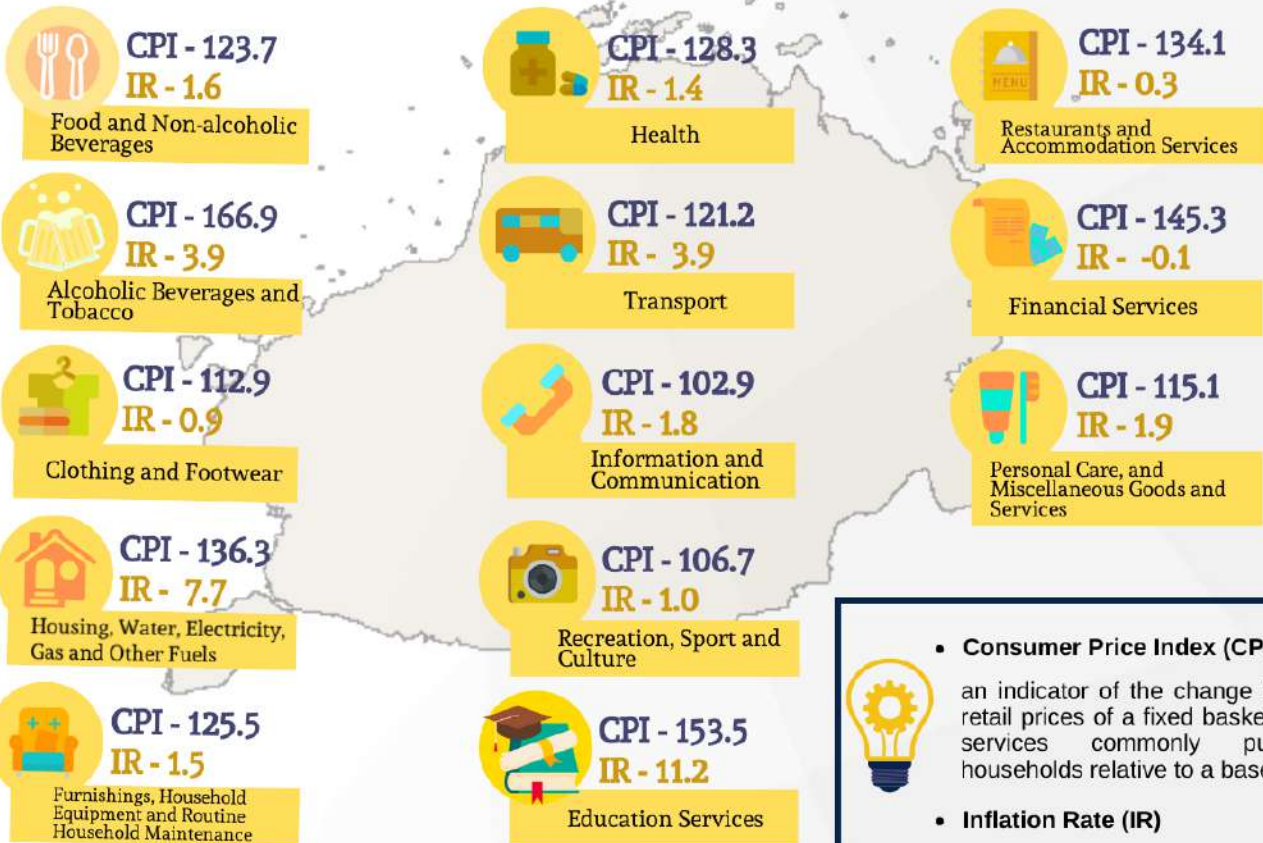 CPI - 123.7
IR - 1.6
Food and Non-alcoholic
Beverages
CPI - 166.9
IR - 3.9
Alcoholic Beverages and
Tobacco
CPI - 112.9
IR - 0.9
Clothing and Footwear
CPI - 136.3
IR - 7.7
Housing, Water, Electricity,
Gas and Other Fuels
CPI - 125.5
IR - 1.5
Furnishings, Household
Equipment and Routine
Household Maintenance
CPI - 128.3
IR - 1.4
Health
CPI - 121.2
IR - 3.9
Transport
CPI - 102.9
IR - 1.8
Information and
Communication
CPI - 106.7
IR - 1.0
Recreation, Sport and
Culture
CPI - 153.5
IR - 11.2
Education Services
CPI - 134.1
IR - 0.3
MENU
Restaurants and
Accommodation Services
CPI - 145.3
IR - -0.1
Financial Services
CPI - 115.1
IR - 1.9
Personal Care, and
Miscellaneous Goods and
Services
• Consumer Price Index (CP
an indicator of the change
retail prices of a fixed baske
services commonly pu
households relative to a base
• Inflation Rate (IR)